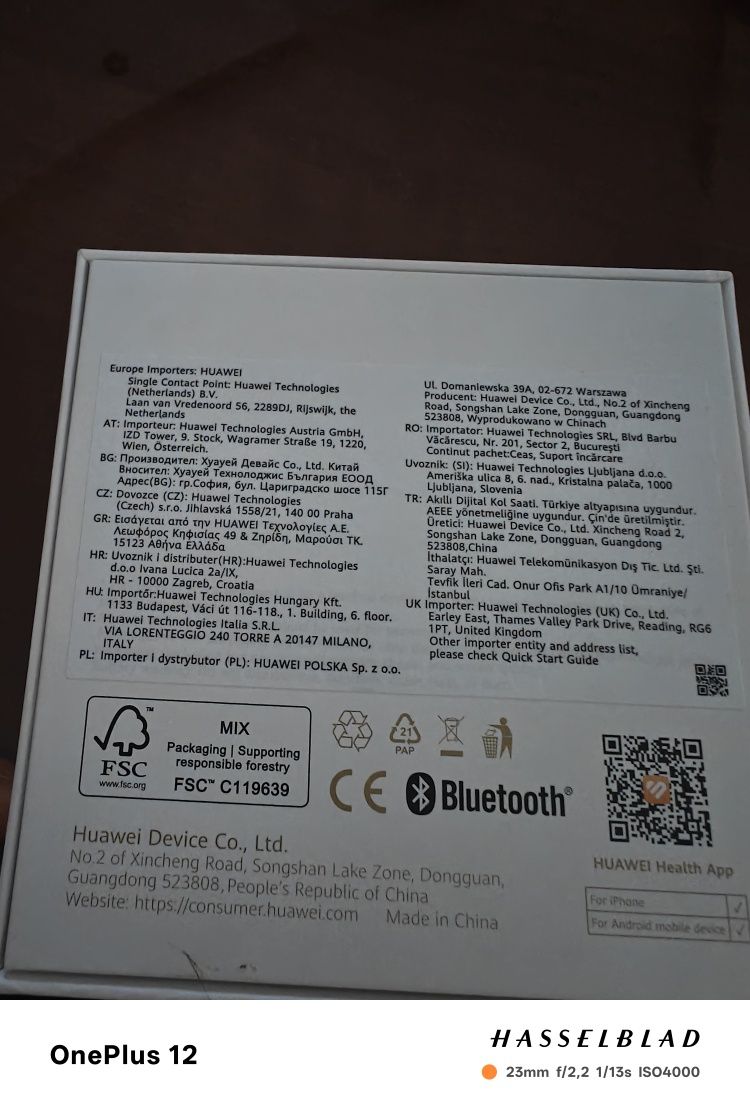 Europe Importers: HUAWEI
Single Contact Point: Huawei Technologies
(Netherlands) B.V.
Laan van Vredenoord 56, 2289DJ, Rijswijk, the
Netherlands
AT: Importeur: Huawei Technologies Austria GmbH,
IZD Tower, 9. Stock, Wagramer Straße 19, 1220,
Wien, Österreich.
BG: Производител: Хуауей Девайс Со., Ltd. Китай
Вносител: Хуауей Технолоджис България ЕООД
Адрес(BG): гр.София, бул. Цариградско шосе 115Г
CZ: Dovozce (CZ): Huawei Technologies
(Czech) s.r.o. Jihlavská 1558/21, 140 00 Praha
GR: Εισάγεται από την HUAWEI Τεχνολογίες Α.Ε.
Λεωφόρος Κηφισίας 49 & Ζηρίδη, Μαρούσι ΤΚ.
15123 Αθήνα Ελλάδα
HR: Uvoznik i distributer(HR):Huawei Technologies
d.o.o Ivana Lucica 2a/IX,
HR - 10000 Zagreb, Croatia
HU: Importőr:Huawei Technologies Hungary Kft.
1133 Budapest, Váci út 116-118., 1. Building, 6. floor.
IT: Huawei Technologies Italia S.R.L.
VIA LORENTEGGIO 240 TORRE A 20147 MILANO,
ITALY
PL: Importer i dystrybutor (PL): HUAWEI POLSKA Sp. z o.o.
Ul. Domaniewska 39A, 02-672 Warszawa
Producent: Huawei Device Co., Ltd., No.2 of Xincheng
Road, Songshan Lake Zone, Dongguan, Guangdong
523808, Wyprodukowano w Chinach
RO: Importator: Huawei Technologies SRL, Blvd Barbu
Văcărescu, Nr. 201, Sector 2, București
Continut pachet:Ceas, Suport încărcare
Uvoznik: (SI): Huawei Technologies Ljubljana d.o.o.
Ameriška ulica 8, 6. nad., Kristalna palača, 1000
Ljubljana, Slovenia
TR: Akıllı Dijital Kol Saati. Türkiye altyapısına uygundur.
AEEE yönetmeliğine uygundur. Çin'de üretilmiştir.
Üretici: Huawei Device Co., Ltd. Xincheng Road 2,
Songshan Lake Zone, Dongguan, Guangdong
523808,China
İthalatçı: Huawei Telekomünikasyon Dış Tic. Ltd. Şti.
Saray Mah.
Tevfik İleri Cad. Onur Ofis Park A1/10 Ümraniye/
İstanbul
UK Importer: Huawei Technologies (UK) Co., Ltd.
Earley East, Thames Valley Park Drive, Reading, RG6
1PT, United Kingdom
Other importer entity and address list,
please check Quick Start Guide
TM
FSC
www.fsc.org
MIX
Packaging | Supporting
responsible forestry
FSC™ C119639
21
PAP
CE Bluetooth®
HUAWEI Health App
For iPhone ✓
For Android mobile device ✓
Huawei Device Co., Ltd.
No.2 of Xincheng Road, Songshan Lake Zone, Dongguan,
Guangdong 523808, People's Republic of China
Website: https://consumer.huawei.com Made in China
OnePlus 12
HASSELBLAD
23mm f/2,2 1/13s ISO4000